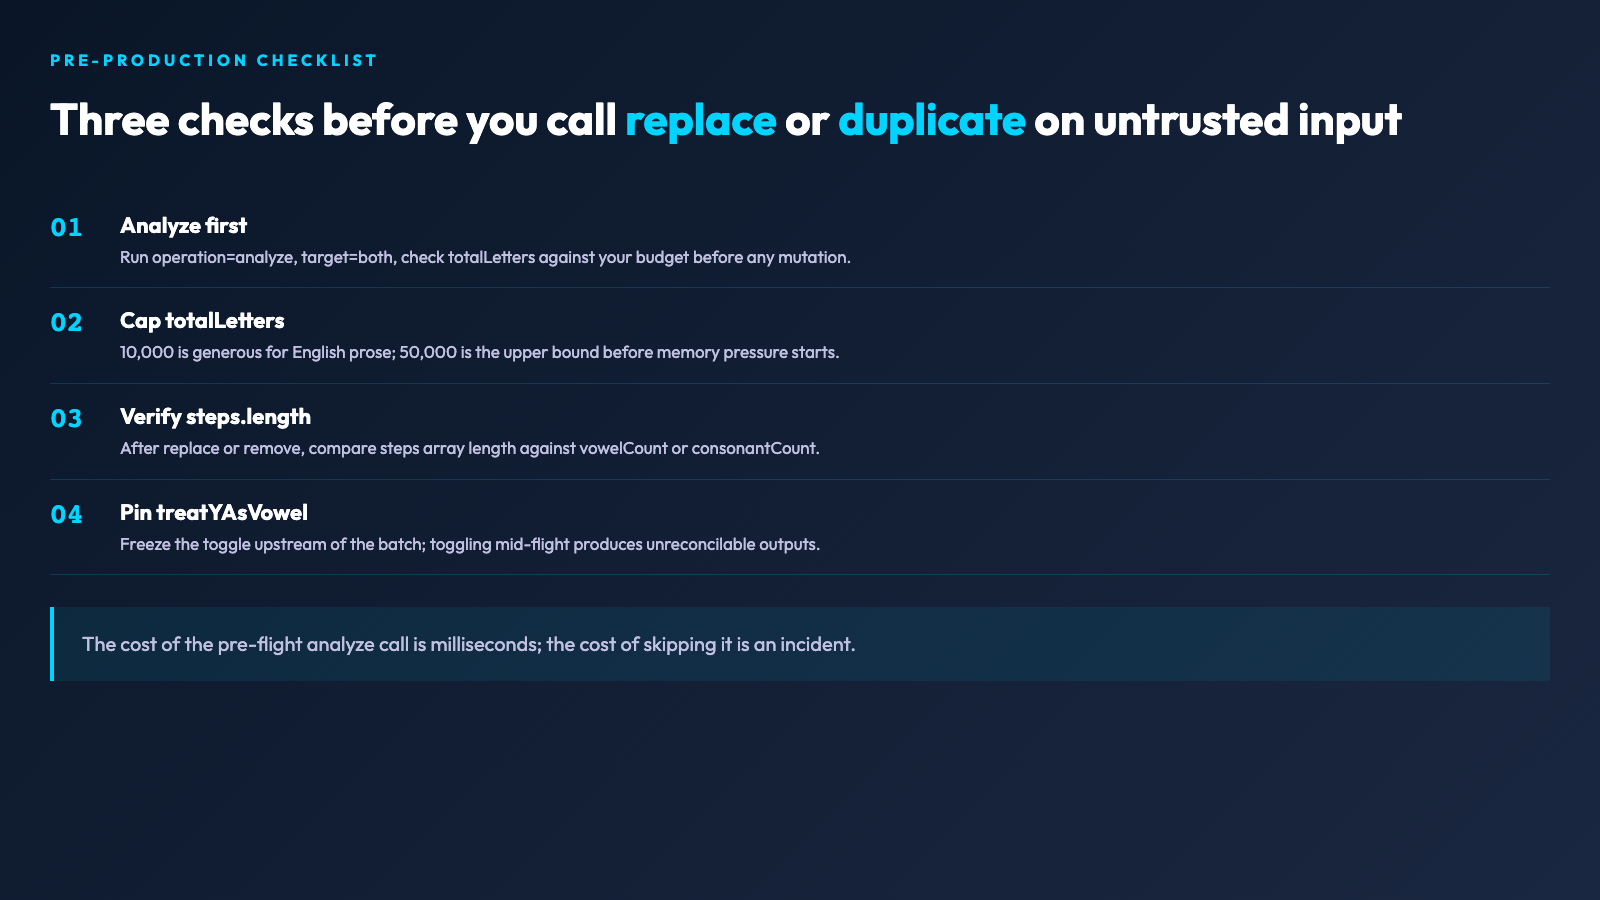 PRE-PRODUCTION CHECKLIST
Three checks before you call replace or duplicate on untrusted input
01 Analyze first
Run operation=analyze, target=both, check totalLetters against your budget before any mutation.
02 Cap totalLetters
10,000 is generous for English prose; 50,000 is the upper bound before memory pressure starts.
03 Verify steps.length
After replace or remove, compare steps array length against vowelCount or consonantCount.
04 Pin treatYAsVowel
Freeze the toggle upstream of the batch; toggling mid-flight produces unreconcilable outputs.
The cost of the pre-flight analyze call is milliseconds; the cost of skipping it is an incident.